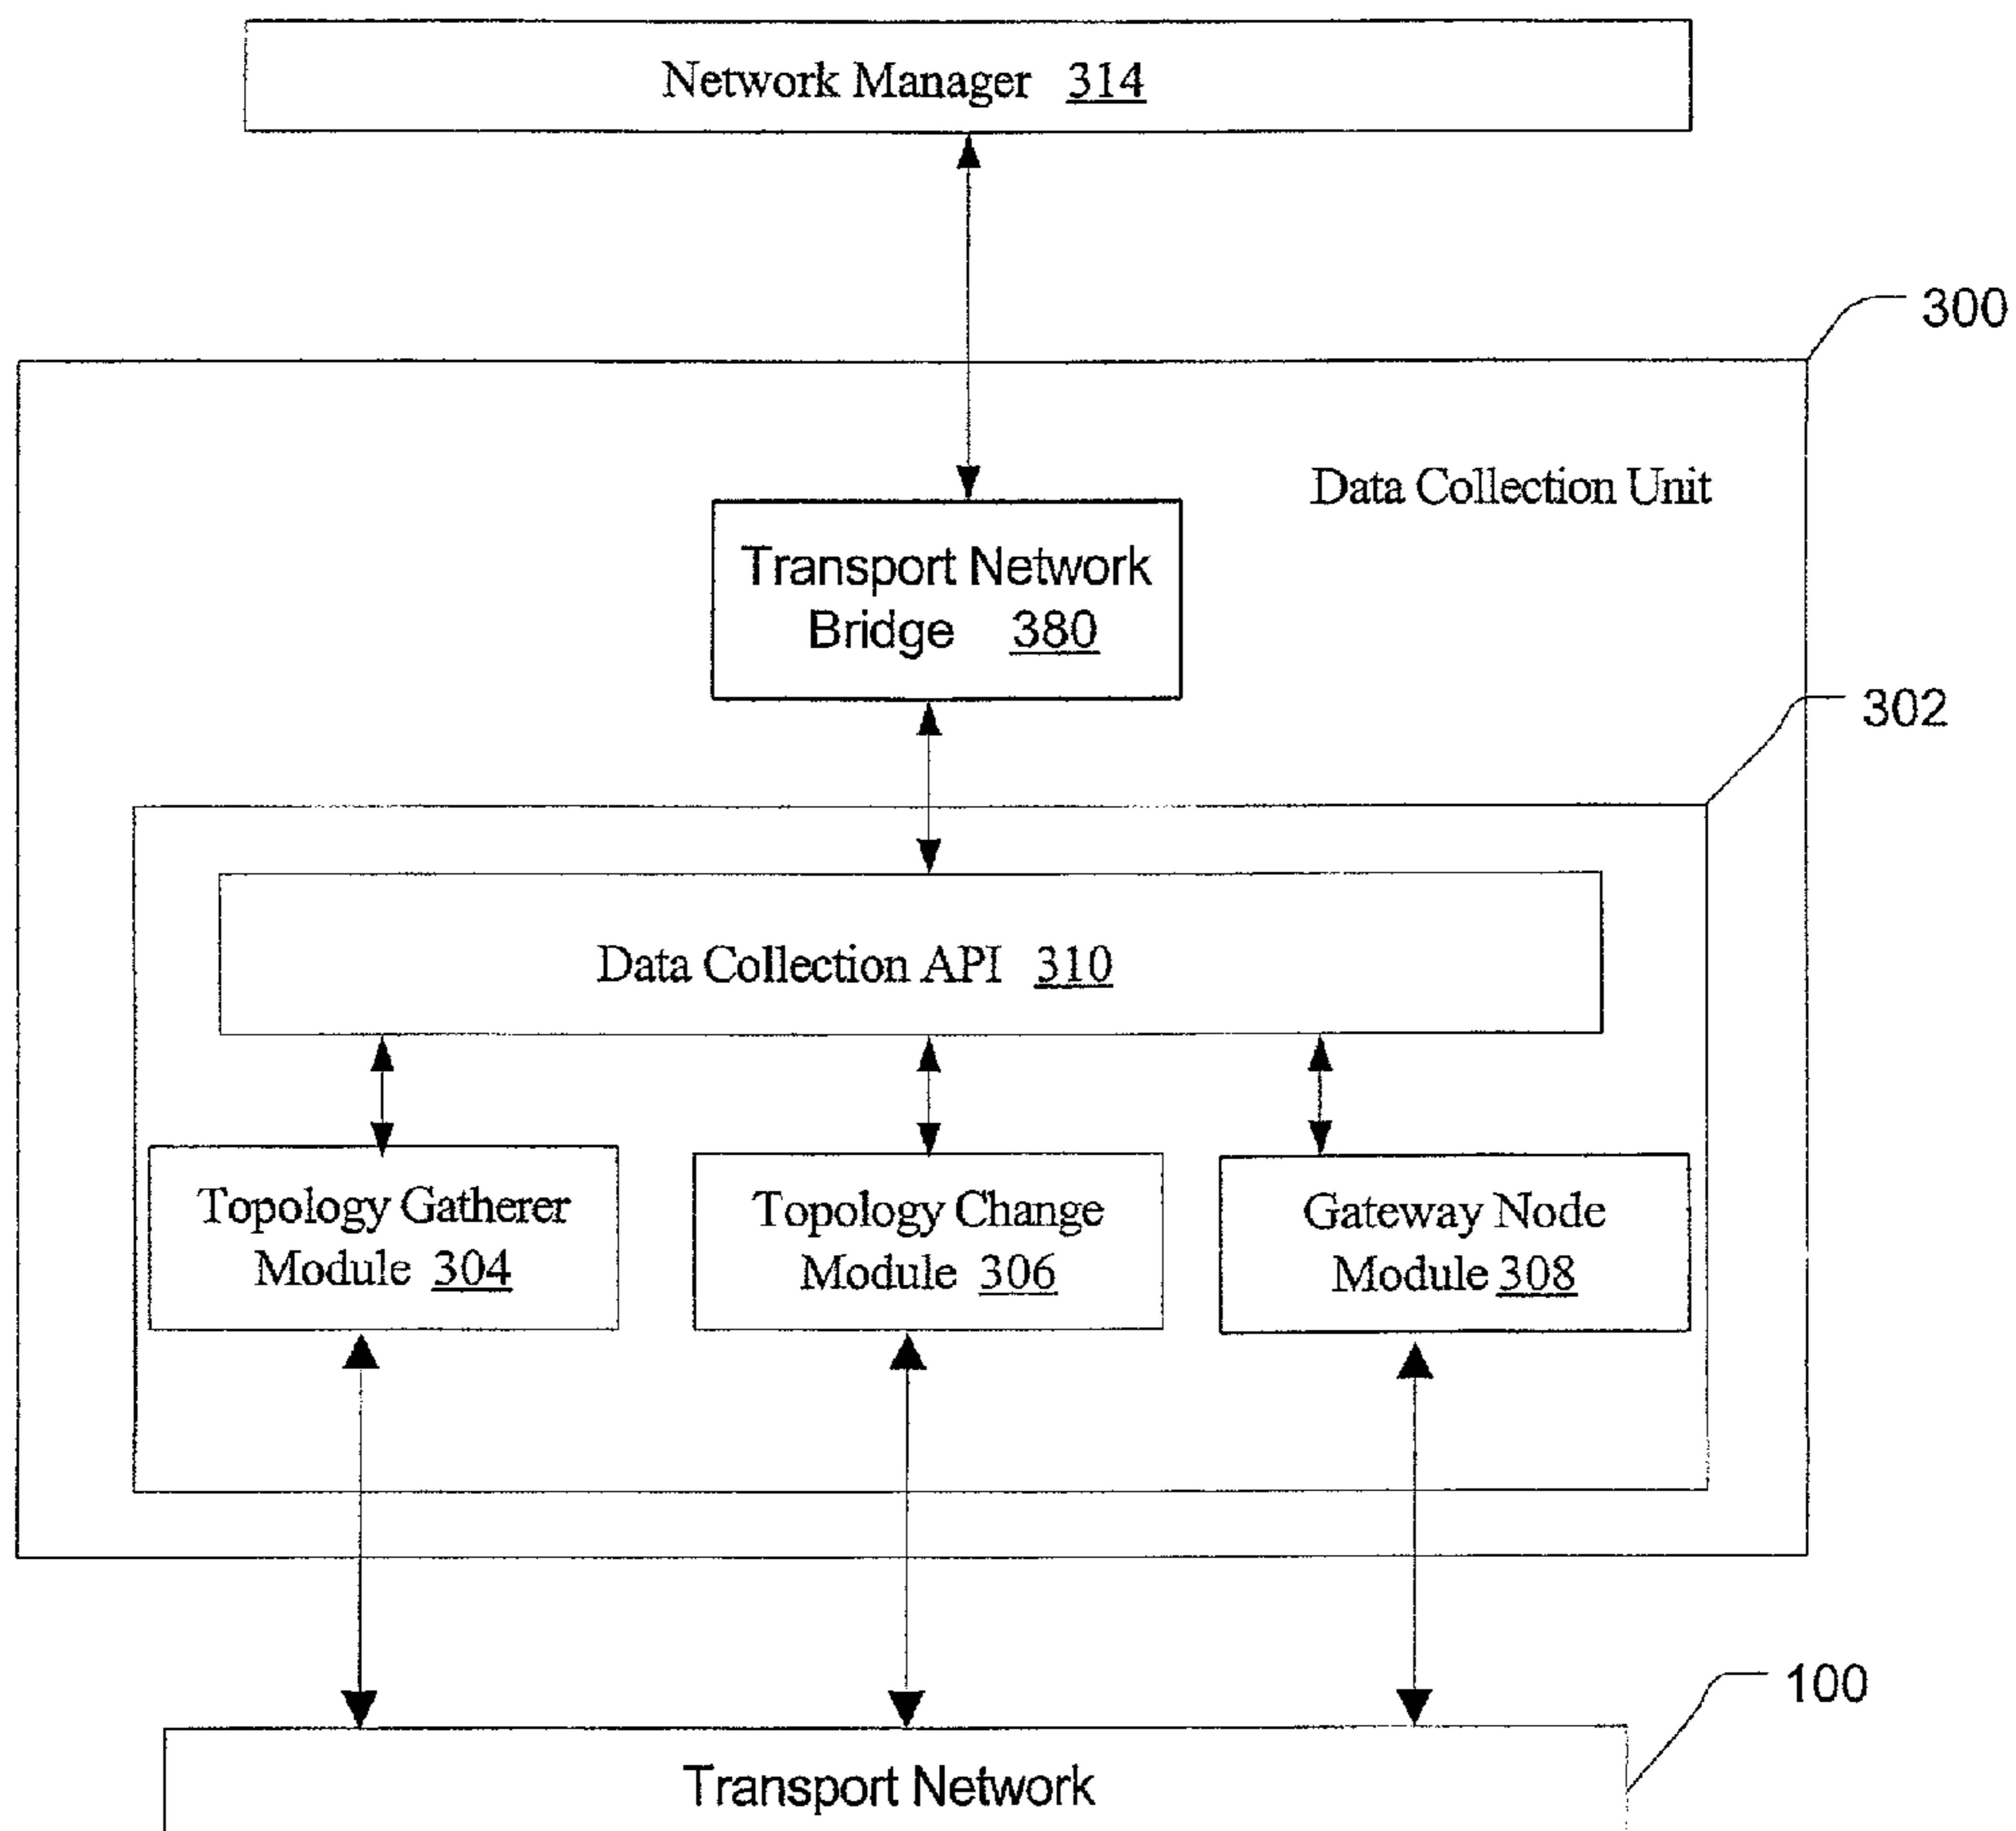 Network Manager 314
300
Data Collection Unit
Transport Network
Bridge 380
302
Data Collection API 310
Topology Gatherer
Module 304
Topology Change
Module 306
Gateway Node
Module 308
100
Transport Network